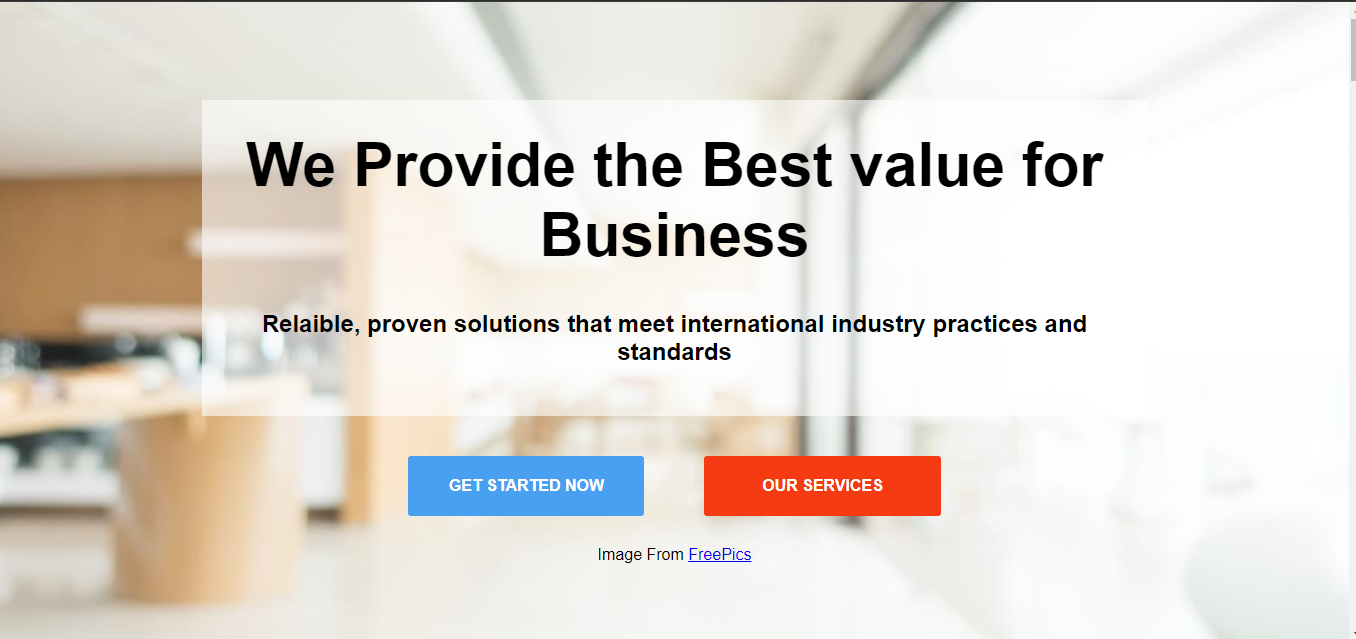 We Provide the Best value for
Business
Relaible, proven solutions that meet international industry practices and
standards
GET STARTED NOW
OUR SERVICES
Image From FreePics